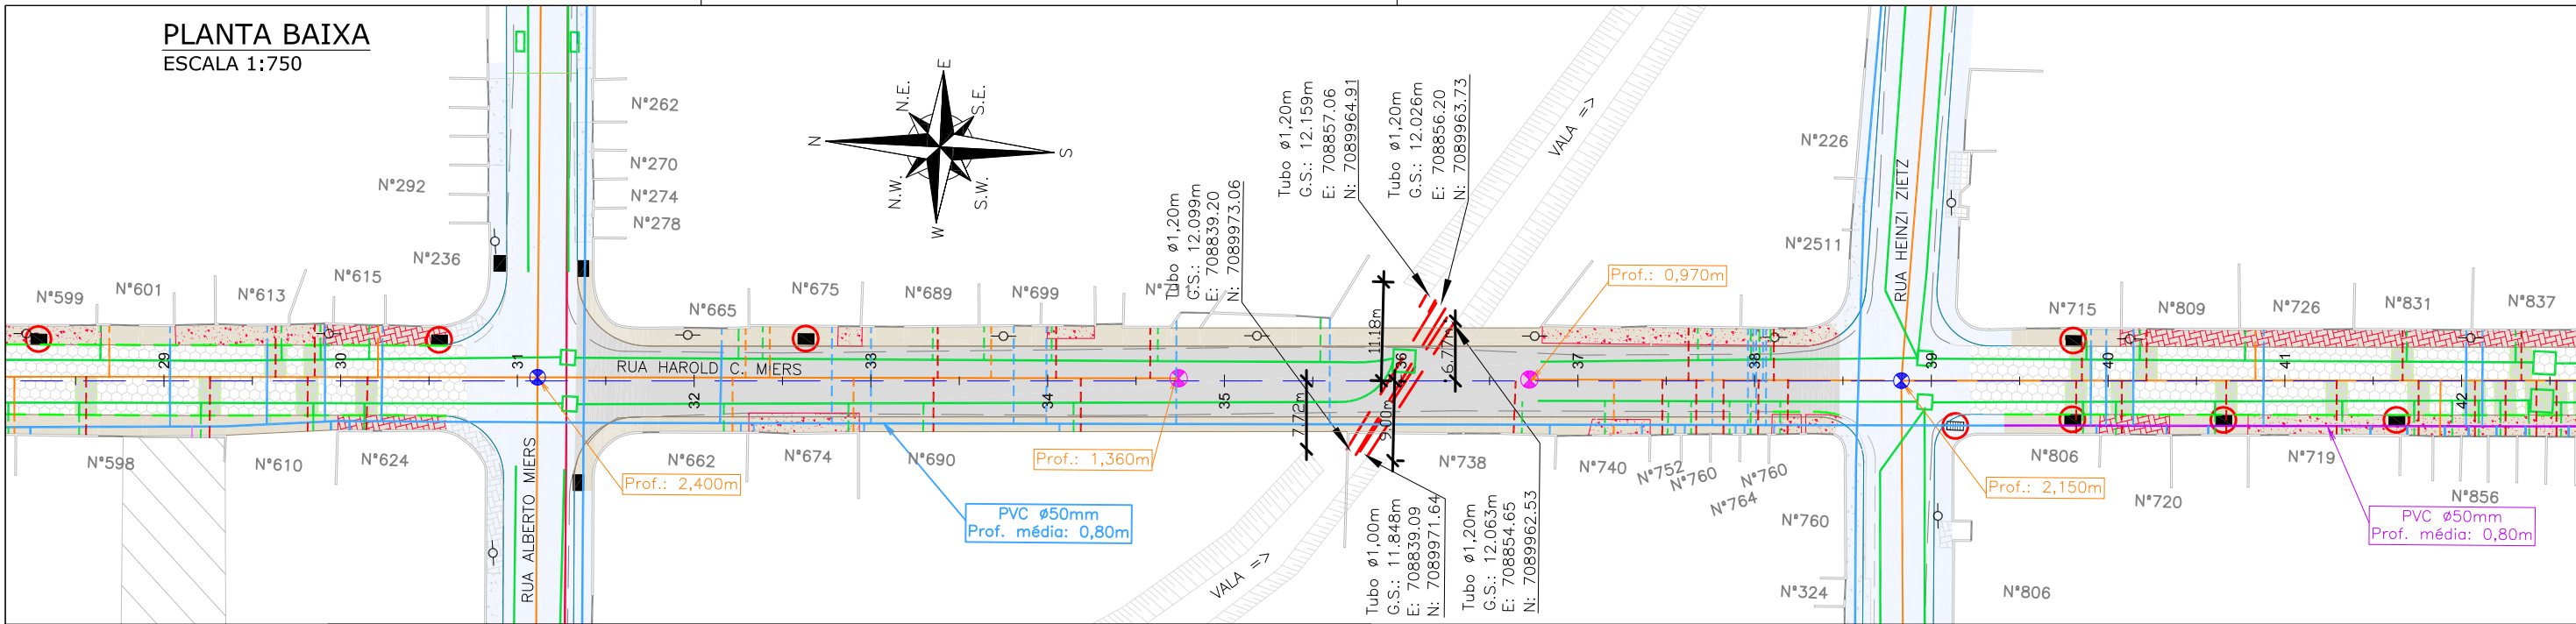 PLANTA BAIXA
ESCALA 1:750
N°262
N°270
N°274
N°278
N°292
N°236
N°599
N°601
N°613
N°615
N
N.E.
E
S.E.
S
S.W.
W
N.W.
Tubo ø1,20m
G.S.: 12.099m
E: 708839.20
N: 7089973.06
Tubo ø1,20m
G.S.: 12.159m
E: 708857.06
N: 7089964.91
Tubo ø1,20m
G.S.: 12.026m
E: 708856.20
N: 7089963.73
VALA =>
N°226
N°2511
RUA HEINZI ZIETZ
Prof.: 0,970m
N°665
N°675
N°689
N°699
N°715
N°809
N°726
N°831
N°837
29
30
31
32
33
34
35
36
37
38
39
40
41
42
RUA HAROLD C. MIERS
11.18m
7.72m
9.00m
N°598
N°610
N°624
RUA ALBERTO MIERS
N°662
N°674
N°690
Prof.: 2,400m
Prof.: 1,360m
PVC ø50mm
Prof. média: 0,80m
VALA =>
Tubo ø1,00m
G.S.: 11.848m
E: 708839.09
N: 7089971.64
Tubo ø1,20m
G.S.: 12.063m
E: 708854.65
N: 7089962.53
N°738
N°740
N°752
N°760
N°764
N°760
N°760
N°324
N°806
Prof.: 2,150m
N°806
N°720
N°719
N°856
PVC ø50mm
Prof. média: 0,80m